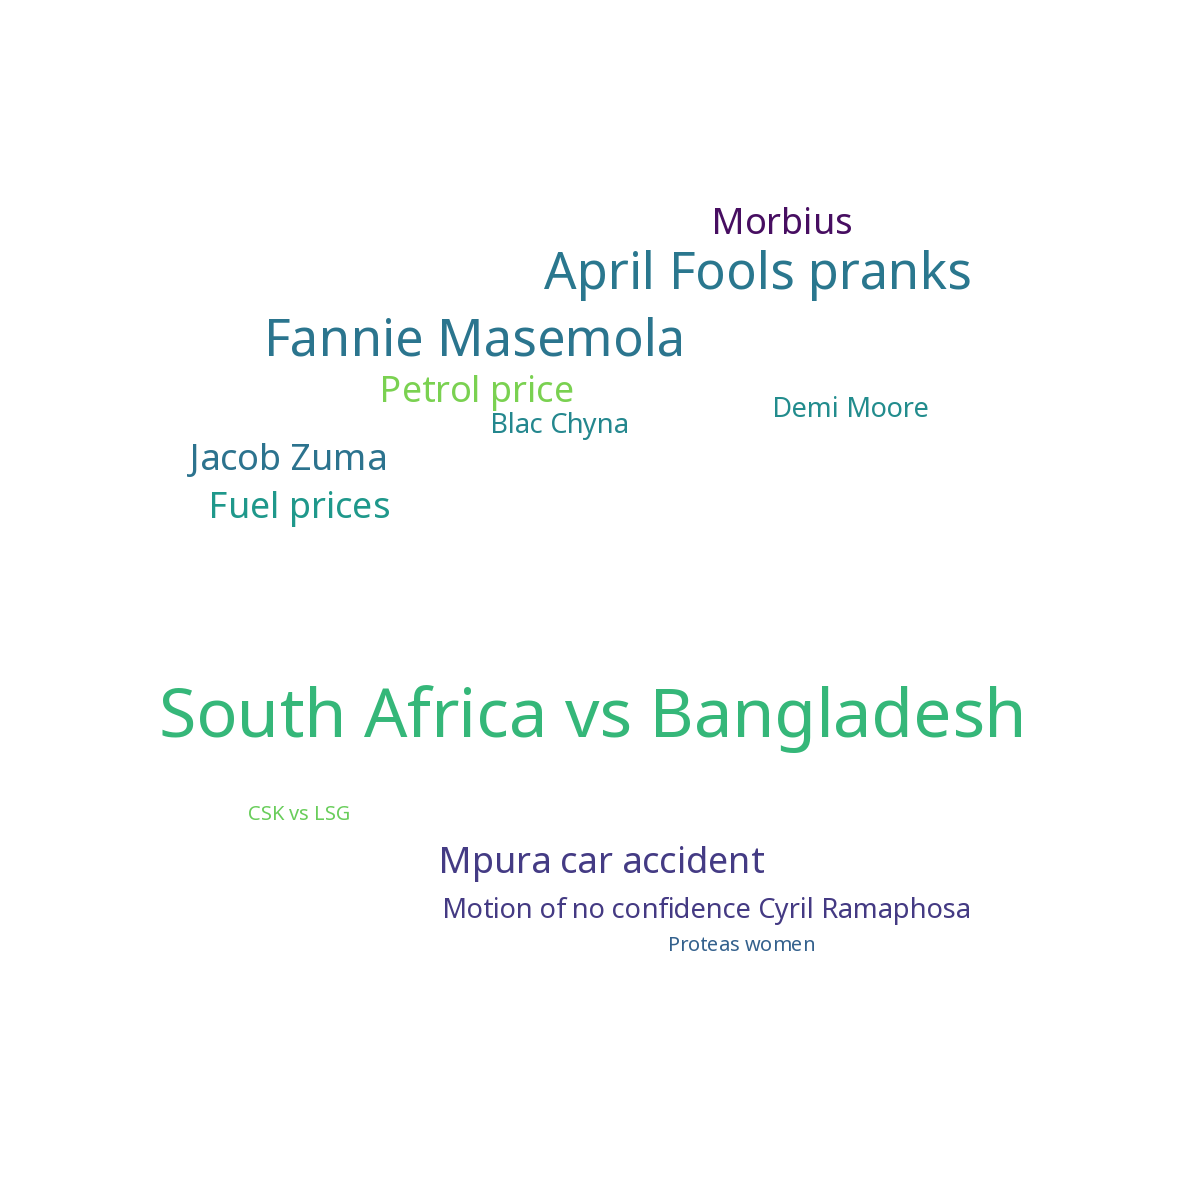 Morbius
April Fools pranks
Fannie Masemola
Petrol price
Demi Moore
Blac Chyna
Jacob Zuma
Fuel prices
South Africa vs Bangladesh
CSK vs LSG
Mpura car accident
Motion of no confidence Cyril Ramaphosa
Proteas women